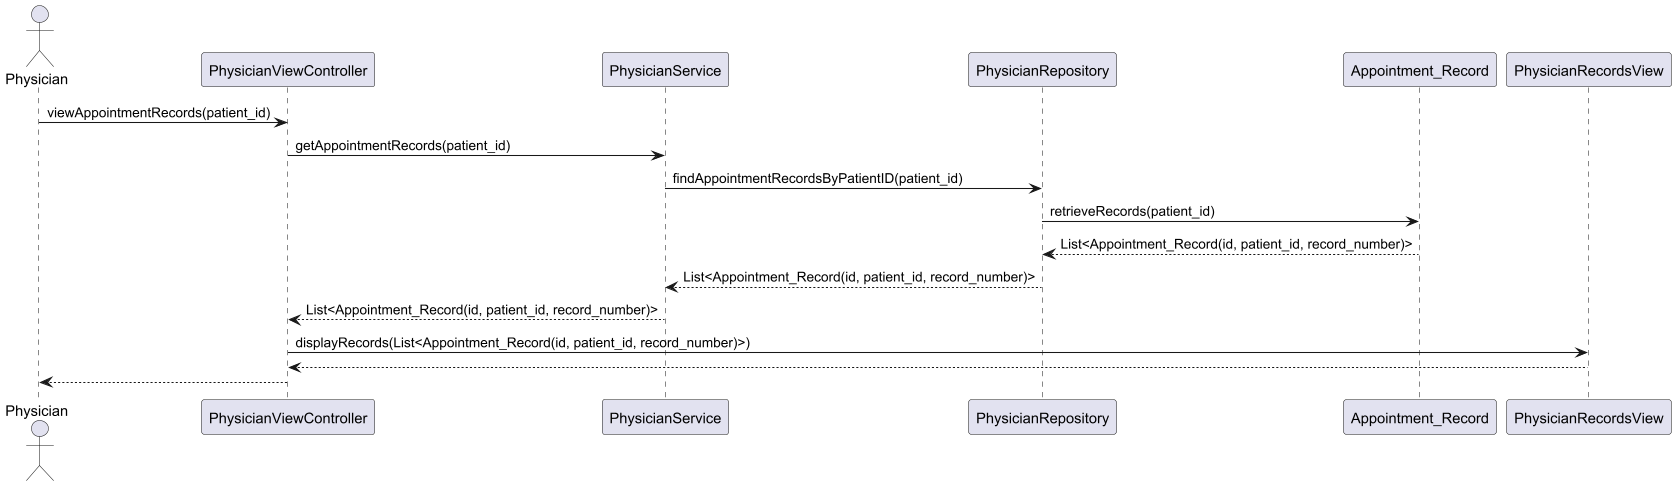 Physician
PhysicianViewController
PhysicianService
PhysicianRepository
Appointment_Record
PhysicianRecordsView
viewAppointmentRecords(patient_id)
getAppointmentRecords(patient_id)
findAppointmentRecordsByPatientID(patient_id)
retrieveRecords(patient_id)
List<Appointment_Record(id, patient_id, record_number)>
List<Appointment_Record(id, patient_id, record_number)>
List<Appointment_Record(id, patient_id, record_number)>
displayRecords(List<Appointment_Record(id, patient_id, record_number)>)
Physician
PhysicianViewController
PhysicianService
PhysicianRepository
Appointment_Record
PhysicianRecordsView